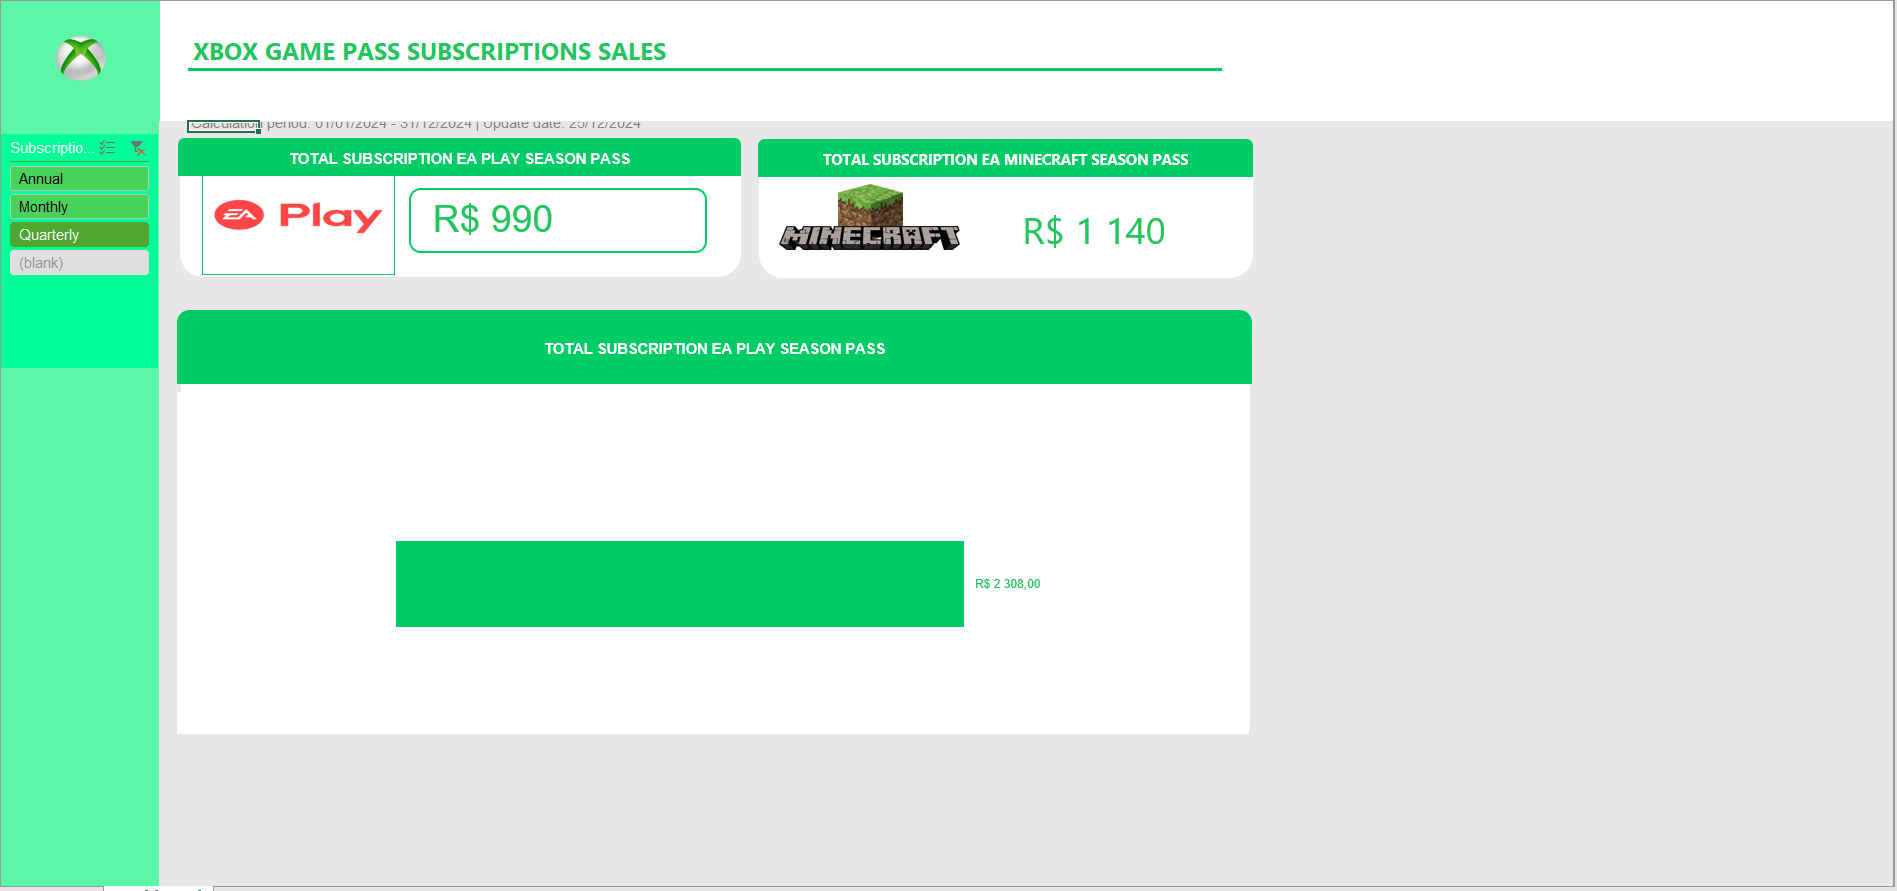 XBOX GAME PASS SUBSCRIPTIONS SALES
Calculation period: 01/01/2024 - 31/12/2024 | Update date: 25/12/2024
Subscriptio...
Annual
Monthly
Quarterly
(blank)
TOTAL SUBSCRIPTION EA PLAY SEASON PASS
EA Play
R$ 990
TOTAL SUBSCRIPTION EA MINECRAFT SEASON PASS
MINECRAFT
R$ 1 140
TOTAL SUBSCRIPTION EA PLAY SEASON PASS
R$ 2 308,00